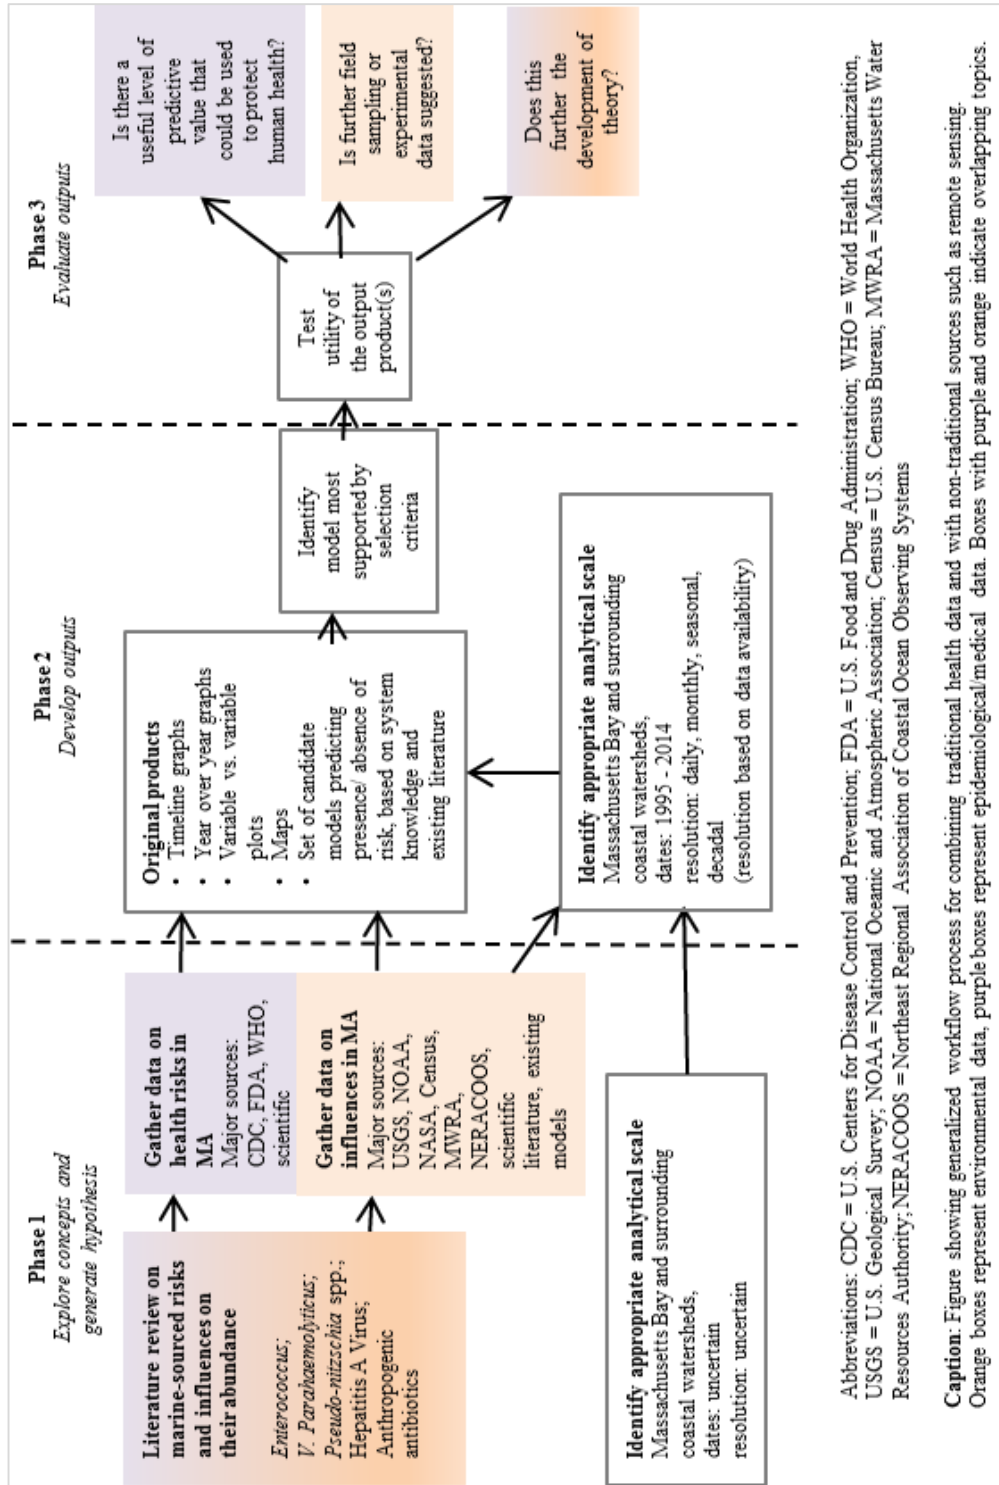 Phase 1
Explore concepts and
generate hypothesis
Literature review on
marine-sourced risks
and influences on
their abundance
Enterococcus;
V. Parahaemolyticus;
Pseudo-nitzschia spp.;
Hepatitis A Virus;
Anthropogenic
antibiotics
Gather data on
health risks in
MA
Major sources:
CDC, FDA, WHO,
scientific
Gather data on
influences in MA
Major sources:
USGS, NOAA,
NASA, Census,
MWRA,
NERACOOS,
scientific
literature, existing
models
Identify appropriate analytical scale
Massachusetts Bay and surrounding
coastal watersheds,
dates: uncertain
resolution: uncertain
Phase 2
Develop outputs
Original products
• Timeline graphs
• Year over year graphs
• Variable vs. variable
plots
• Maps
• Set of candidate
models predicting
presence/ absence of
risk, based on system
knowledge and
existing literature
Identify
model most
supported by
selection
criteria
Identify appropriate analytical scale
Massachusetts Bay and surrounding
coastal watersheds,
dates: 1995 - 2014
resolution: daily, monthly, seasonal,
decadal
(resolution based on data availability)
Phase 3
Evaluate outputs
Test
utility of
the output
product(s)
Is there a
useful level of
predictive
value that
could be used
to protect
human health?
Is further field
sampling or
experimental
data suggested?
Does this
further the
development of
theory?
Abbreviations: CDC = U.S. Centers for Disease Control and Prevention; FDA = U.S. Food and Drug Administration; WHO = World Health Organization,
USGS = U.S. Geological Survey; NOAA = National Oceanic and Atmospheric Association; Census = U.S. Census Bureau; MWRA = Massachusetts Water
Resources Authority; NERACOOS = Northeast Regional Association of Coastal Ocean Observing Systems
Caption: Figure showing generalized workflow process for combining traditional health data and with non-traditional sources such as remote sensing.
Orange boxes represent environmental data, purple boxes represent epidemiological/medical data. Boxes with purple and orange indicate overlapping topics.